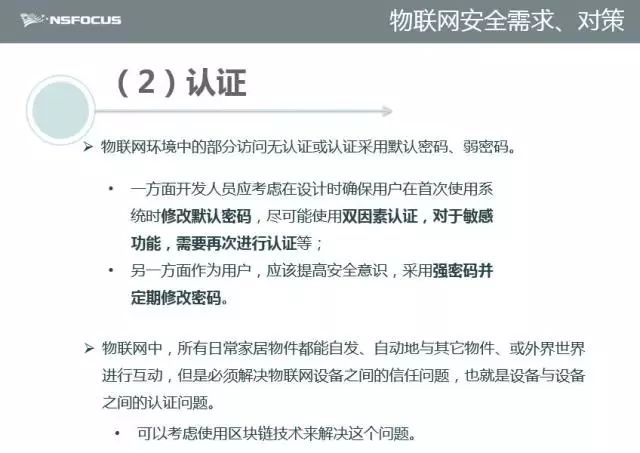 NSFOCUS
物联网安全需求、对策
（2）认证
物联网环境中的部分访问无认证或认证采用默认密码、弱密码。
一方面开发人员应考虑在设计时确保用户在首次使用系
统时修改默认密码，尽可能使用双因素认证，对于敏感
功能，需要再次进行认证等；
另一方面作为用户，应该提高安全意识，采用强密码并
定期修改密码。
物联网中，所有日常家居物件都能自发、自动地与其它物件、或外界世界
进行互动，但是必须解决物联网设备之间的信任问题，也就是设备与设备
之间的认证问题。
可以考虑使用区块链技术来解决这个问题。